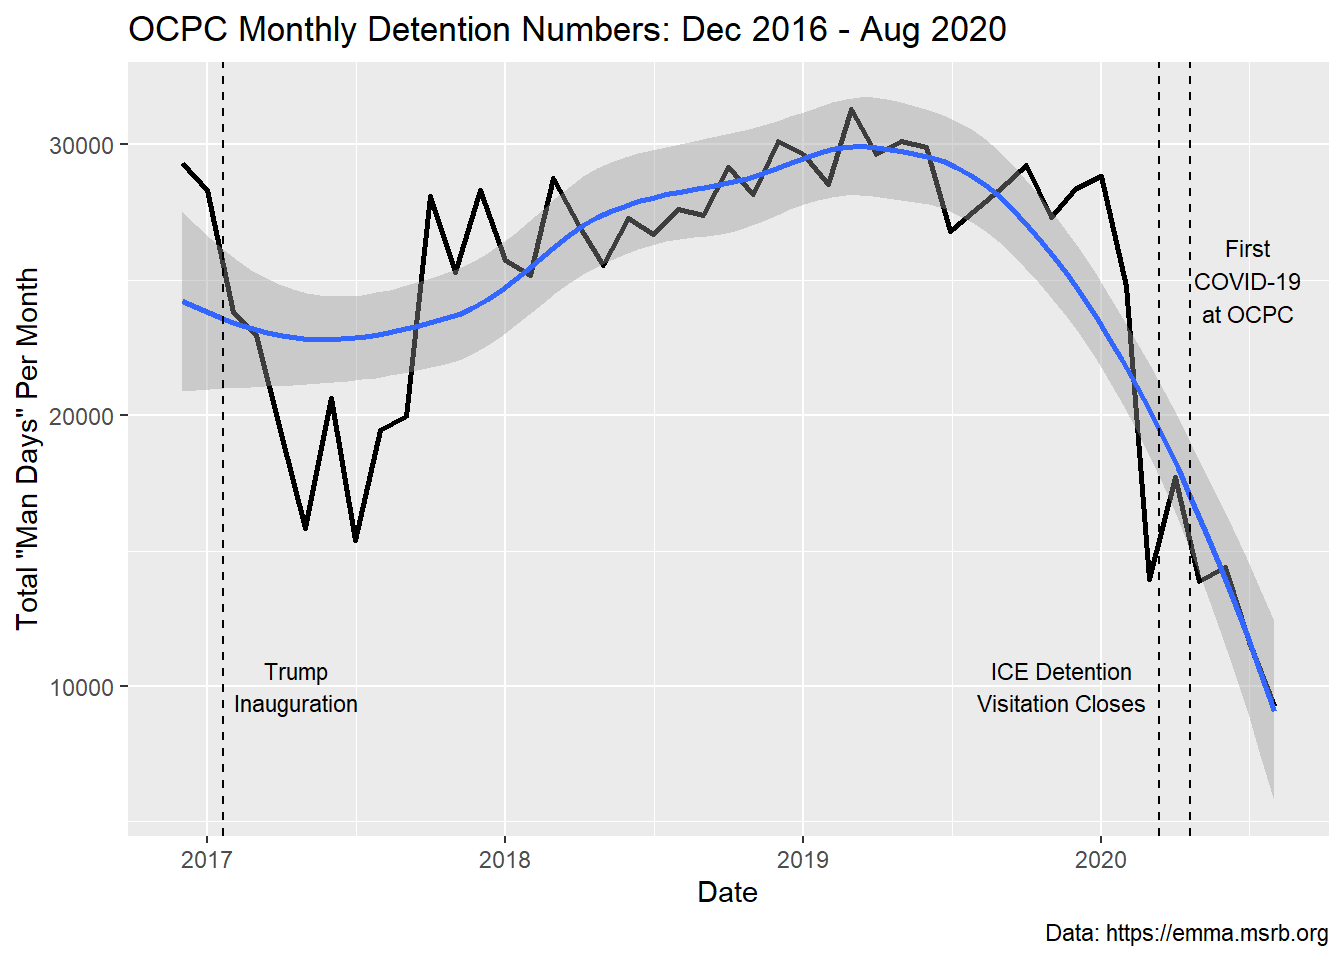 OCPC Monthly Detention Numbers: Dec 2016 - Aug 2020
Total "Man Days" Per Month
30000
20000
10000
First
COVID-19
at OCPC
Trump
Inauguration
ICE Detention
Visitation Closes
2017
2018
2019
2020
Date
Data: https://emma.msrb.org